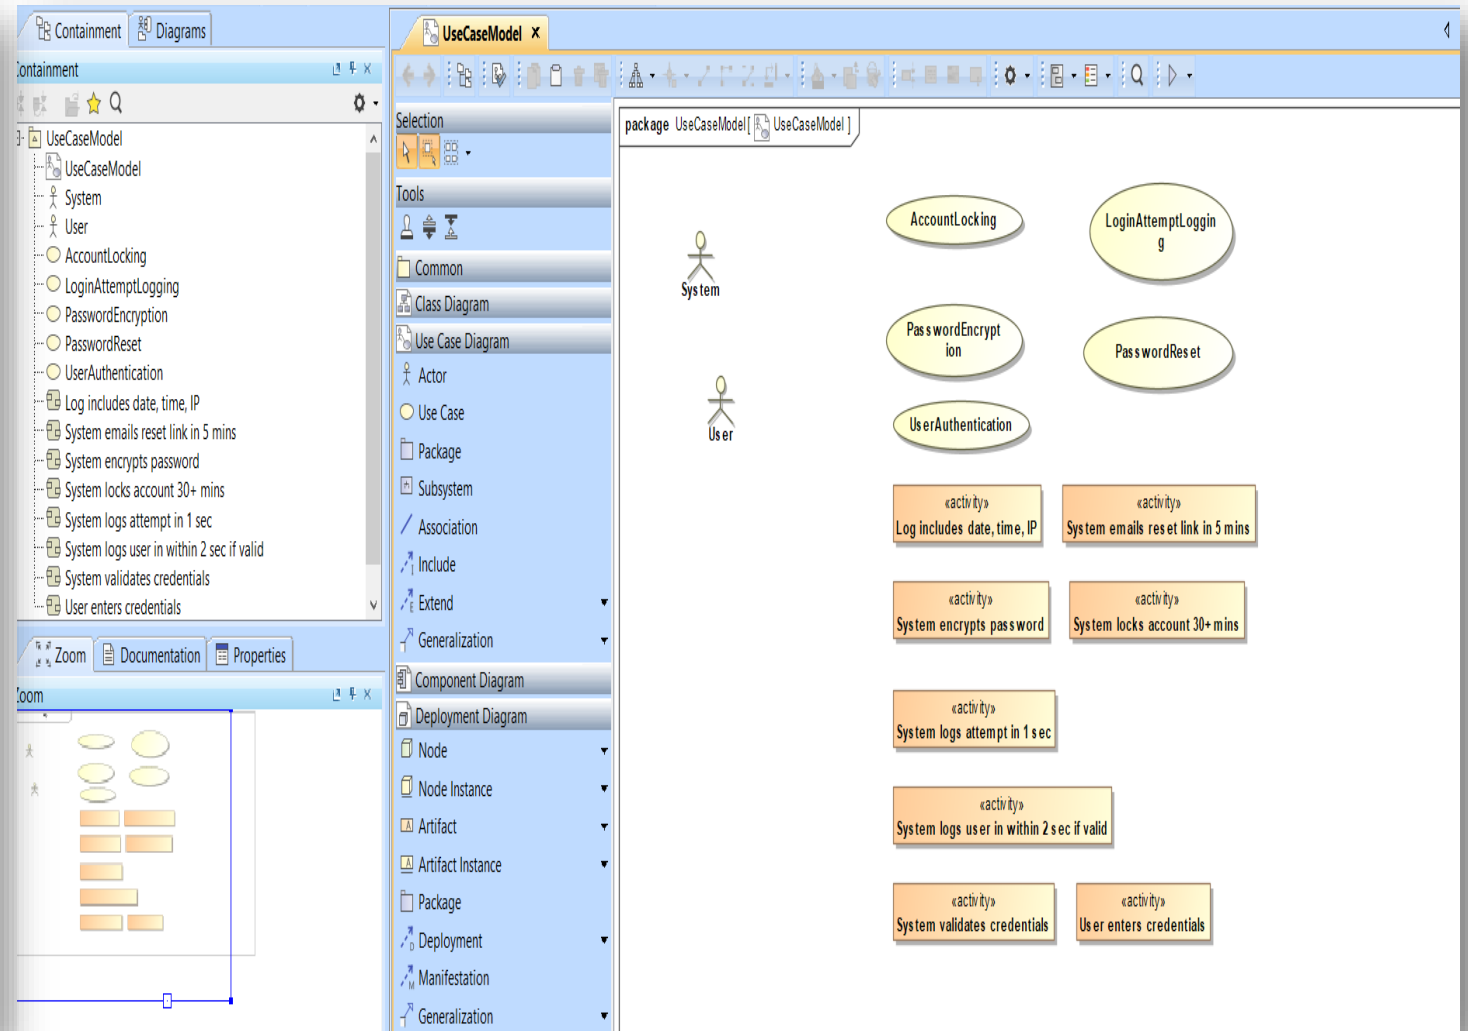 Containment
Diagrams
ontainment
UseCaseModel
UseCaseModel
System
User
AccountLocking
LoginAttemptLogging
PasswordEncryption
PasswordReset
UserAuthentication
Log includes date, time, IP
System emails reset link in 5 mins
System encrypts password
System locks account 30+ mins
System logs attempt in 1 sec
System logs user in within 2 sec if valid
System validates credentials
User enters credentials
Zoom
Documentation
Properties
Zoom
UseCaseModel
Selection
Tools
Common
Class Diagram
Use Case Diagram
Actor
Use Case
Package
Subsystem
Association
Include
Extend
Generalization
Component Diagram
Deployment Diagram
Node
Node Instance
Artifact
Artifact Instance
Package
Deployment
Manifestation
Generalization
package UseCaseModel[ UseCaseModel ]
System
User
AccountLocking
LoginAttemptLoggin
g
PasswordEncrypt
ion
PasswordReset
UserAuthentication
«activity»
Log includes date, time, IP
«activity»
System emails reset link in 5 mins
«activity»
System encrypts password
«activity»
System locks account 30+ mins
«activity»
System logs attempt in 1 sec
«activity»
System logs user in within 2 sec if valid
«activity»
System validates credentials
«activity»
User enters credentials